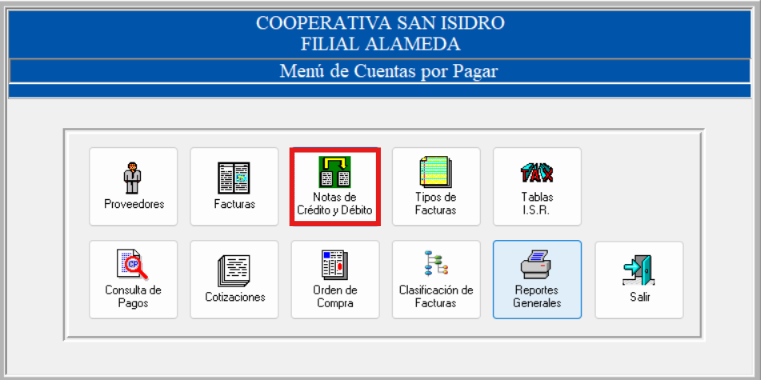 COOPERATIVA SAN ISIDRO
FILIAL ALAMEDA
Menú de Cuentas por Pagar
Proveedores
Facturas
Notas de
Crédito y Débito
Tipos de
Facturas
TAX
Tablas
I.S.R.
CP
Consulta de
Pagos
Cotizaciones
Orden de
Compra
Clasificación de
Facturas
Reportes
Generales
Salir